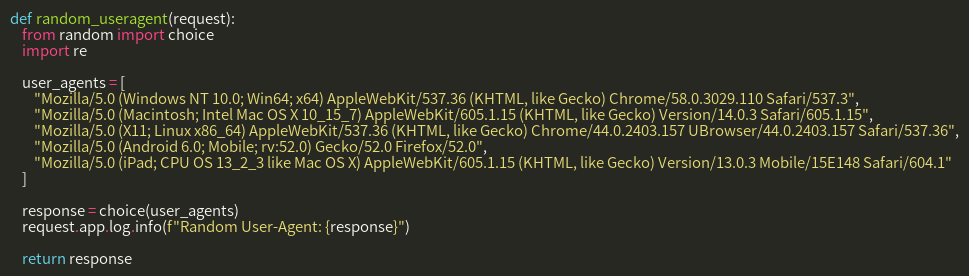 def random_useragent(request):
from random import choice
import re
user_agents = [
"Mozilla/5.0 (Windows NT 10.0; Win64; x64) AppleWebKit/537.36 (KHTML, like Gecko) Chrome/58.0.3029.110 Safari/537.3",
"Mozilla/5.0 (Macintosh; Intel Mac OS X 10_15_7) AppleWebKit/605.1.15 (KHTML, like Gecko) Version/14.0.3 Safari/605.1.15",
"Mozilla/5.0 (X11; Linux x86_64) AppleWebKit/537.36 (KHTML, like Gecko) Chrome/44.0.2403.157 UBrowser/44.0.2403.157 Safari/537.36",
"Mozilla/5.0 (Android 6.0; Mobile; rv:52.0) Gecko/52.0 Firefox/52.0",
"Mozilla/5.0 (iPad; CPU OS 13_2_3 like Mac OS X) AppleWebKit/605.1.15 (KHTML, like Gecko) Version/13.0.3 Mobile/15E148 Safari/604.1"
]
response = choice(user_agents)
request.app.log.info(f"Random User-Agent: {response}")
return response